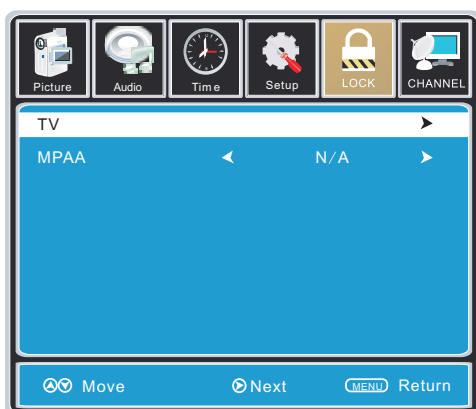 Picture Audio Time Setup LOCK CHANNEL
TV
MPAA N/A
Move Next MENU Return